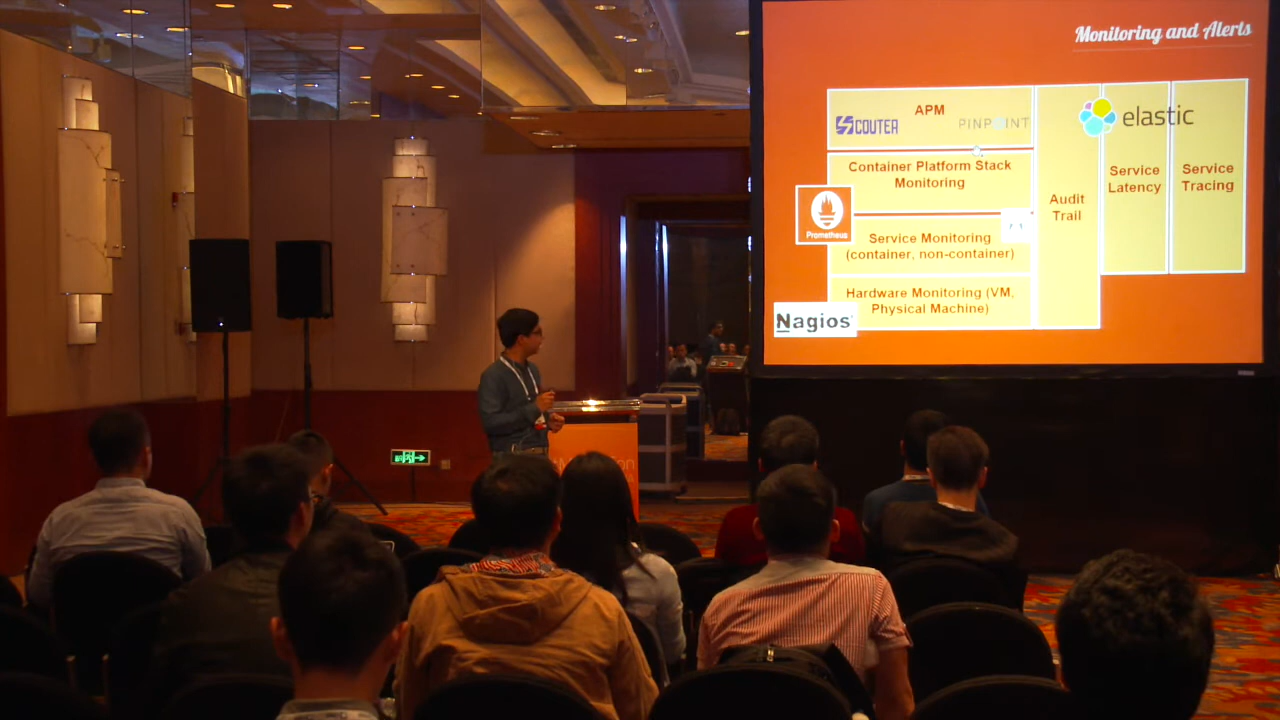 Monitoring and Alerts
APM
SCOUTER
PINPOINT
elastic
Container Platform Stack
Monitoring
Service
Latency
Service
Tracing
Audit
Trail
Prometheus
Service Monitoring
(container, non-container)
Hardware Monitoring (VM,
Physical Machine)
Nagios